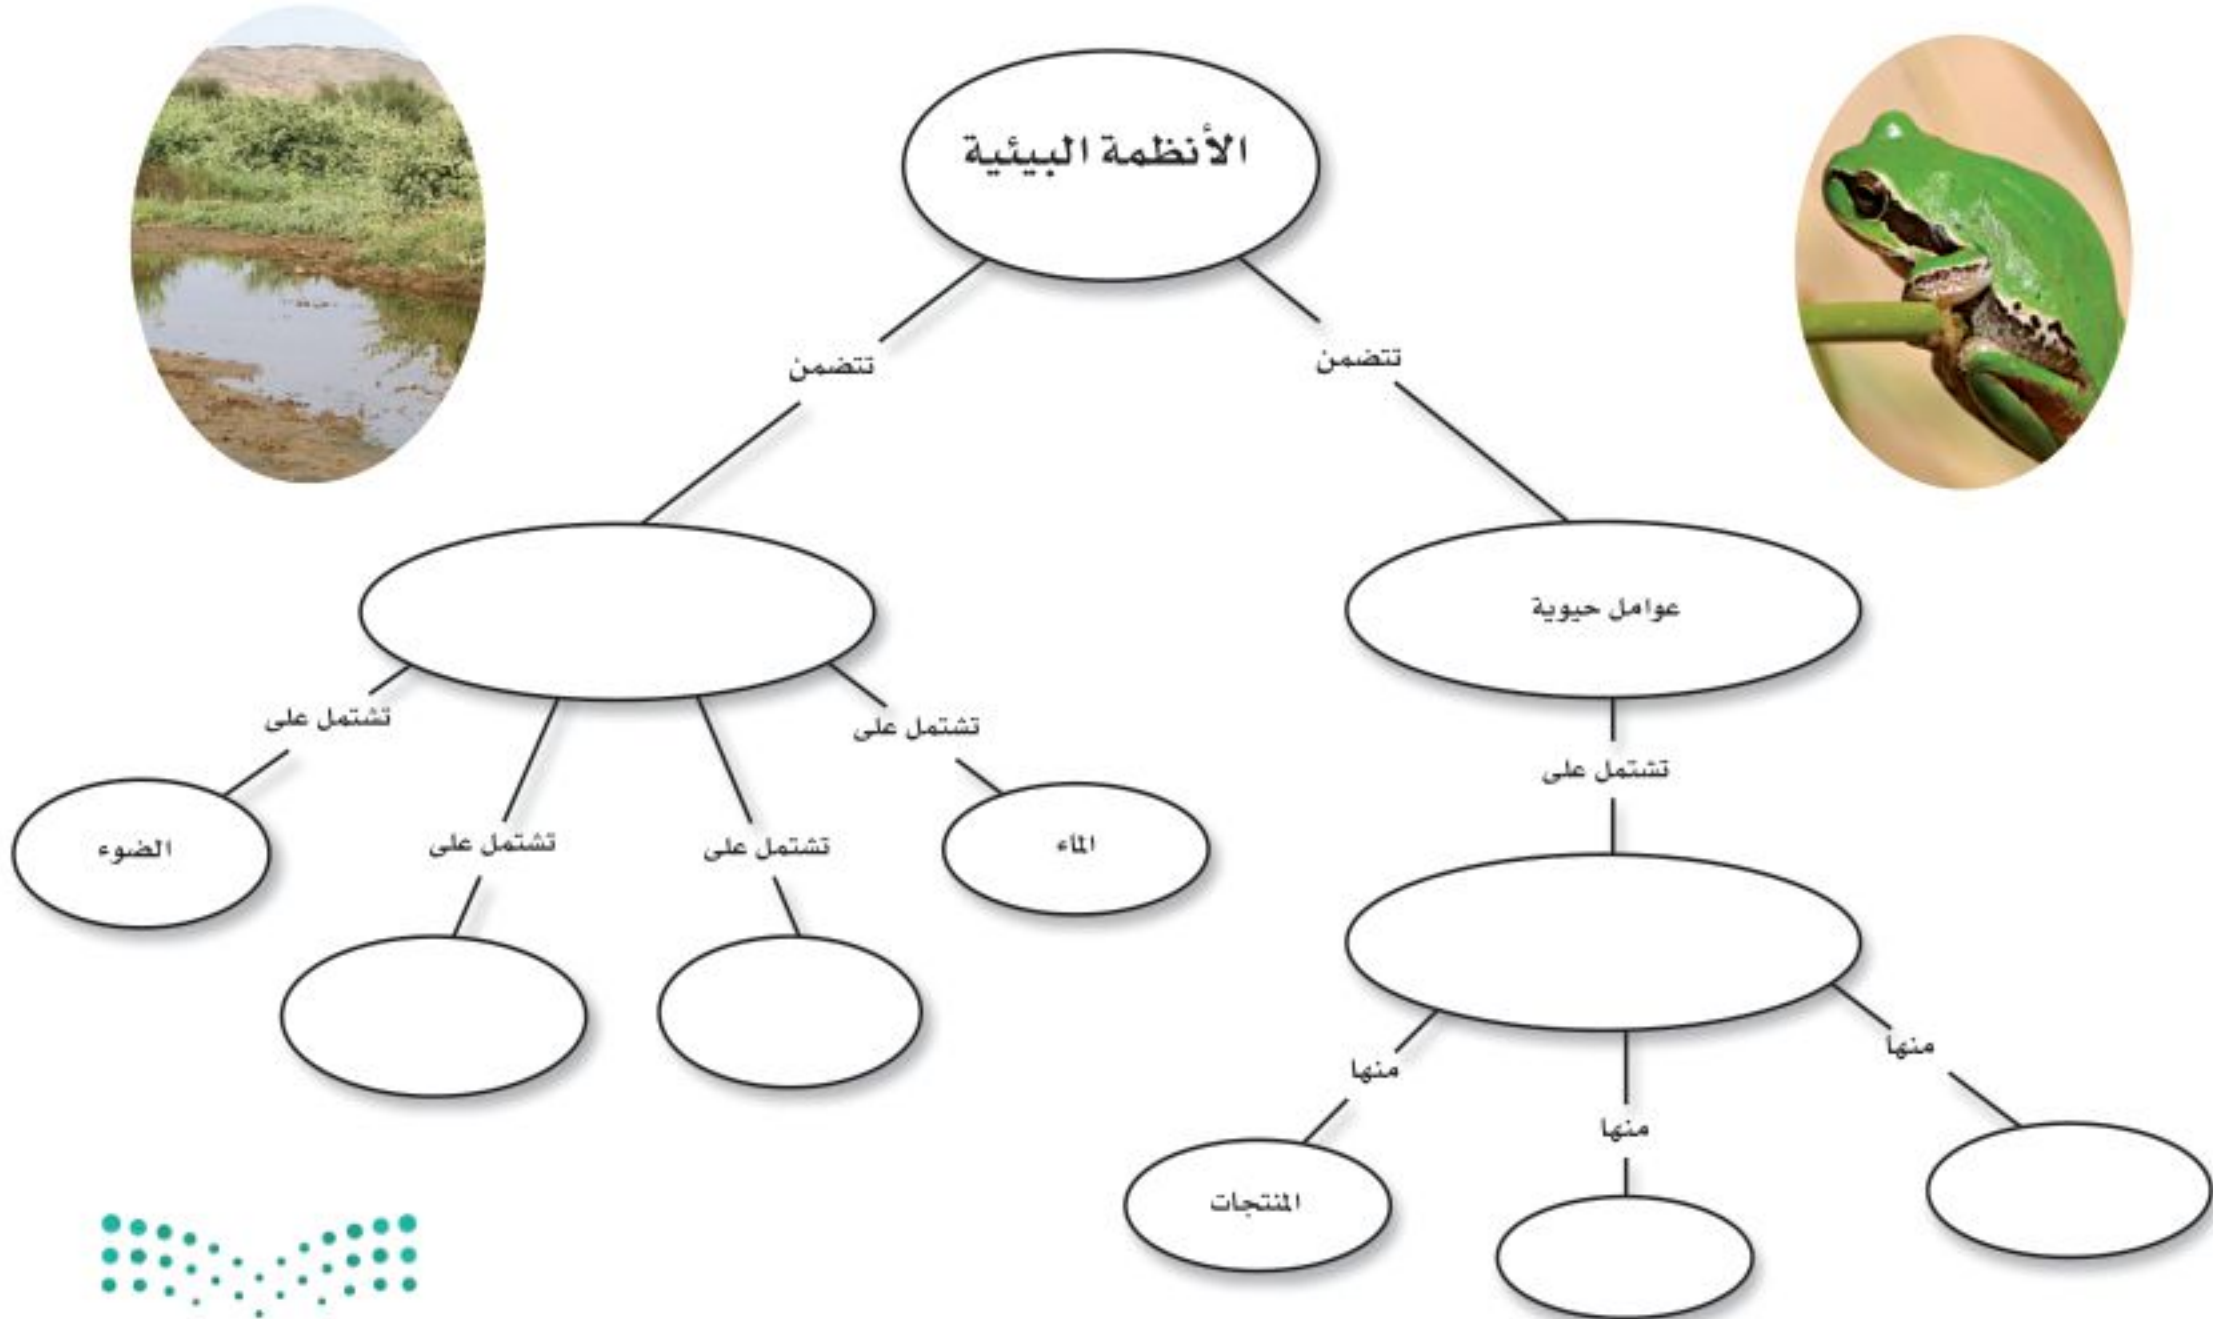 الأنظمة البيئية
تتضمن
تتضمن
عوامل حيوية
تشتمل على
تشتمل على
تشتمل على
الماء
تشتمل على
تشتمل على
الضوء
منها
منها
منها
المنتجات